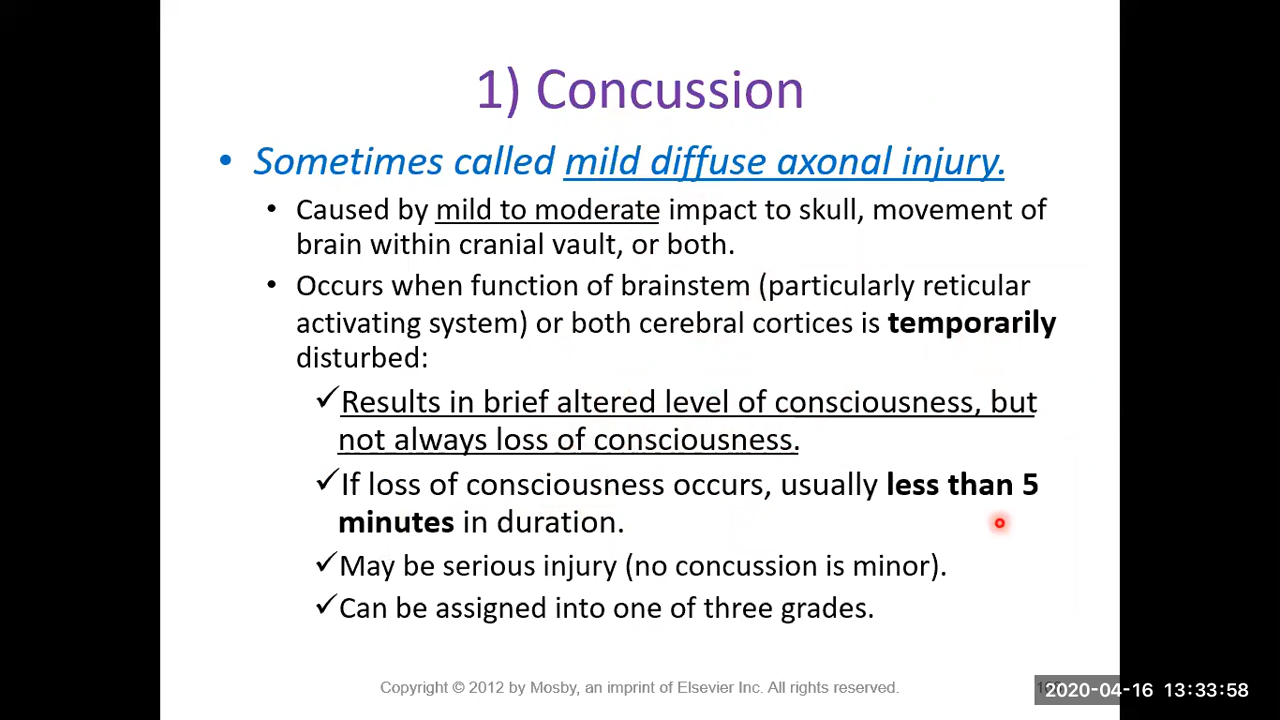 1) Concussion
• Sometimes called mild diffuse axonal injury.
• Caused by mild to moderate impact to skull, movement of
brain within cranial vault, or both.
• Occurs when function of brainstem (particularly reticular
activating system) or both cerebral cortices is temporarily
disturbed:
✓Results in brief altered level of consciousness, but
not always loss of consciousness.
✓If loss of consciousness occurs, usually less than 5
minutes in duration.
✓May be serious injury (no concussion is minor).
✓Can be assigned into one of three grades.
Copyright © 2012 by Mosby, an imprint of Elsevier Inc. All rights reserved.
2020-04-16 13:33:58